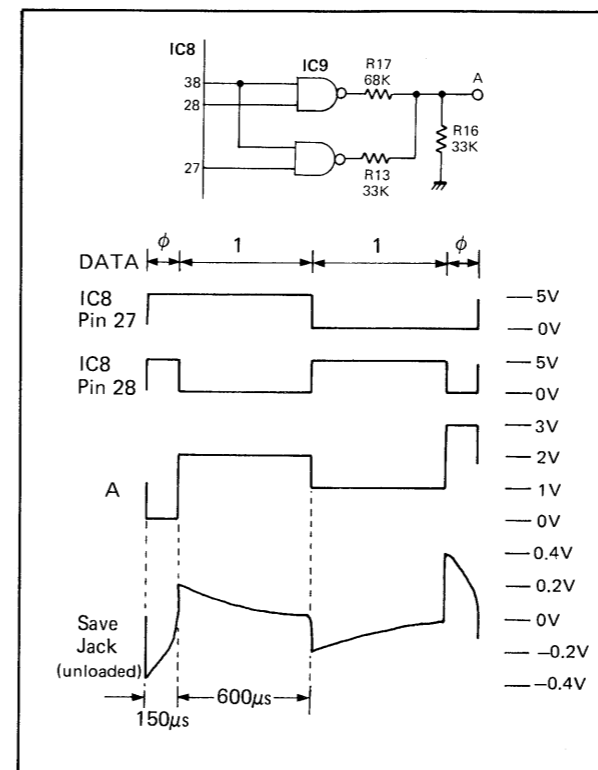 IC8
IC9
R17
68K
A
38
28
27
R16
33K
R13
33K
DATA ϕ 1 1 ϕ
IC8
Pin 27
5V
0V
IC8
Pin 28
5V
0V
A
3V
2V
1V
0V
Save
Jack
(unloaded)
0.4V
0.2V
0V
−0.2V
−0.4V
150μs
600μs